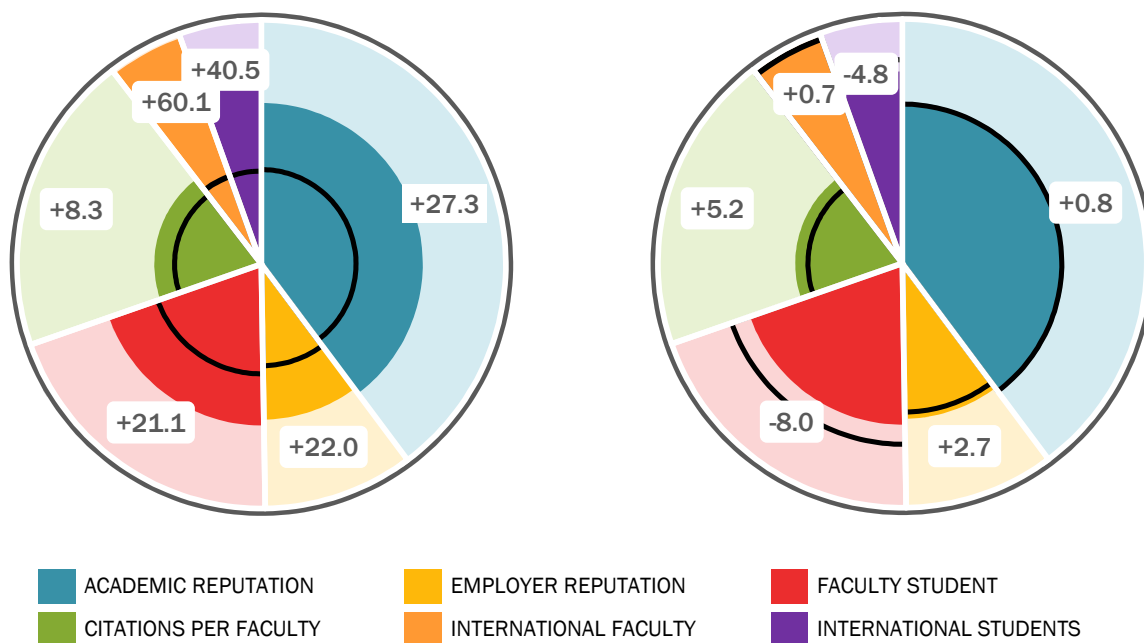 +40.5
+60.1
+8.3
+27.3
+21.1
+22.0
-4.8
+0.7
+5.2
+0.8
-8.0
+2.7
ACADEMIC REPUTATION
EMPLOYER REPUTATION
FACULTY STUDENT
CITATIONS PER FACULTY
INTERNATIONAL FACULTY
INTERNATIONAL STUDENTS